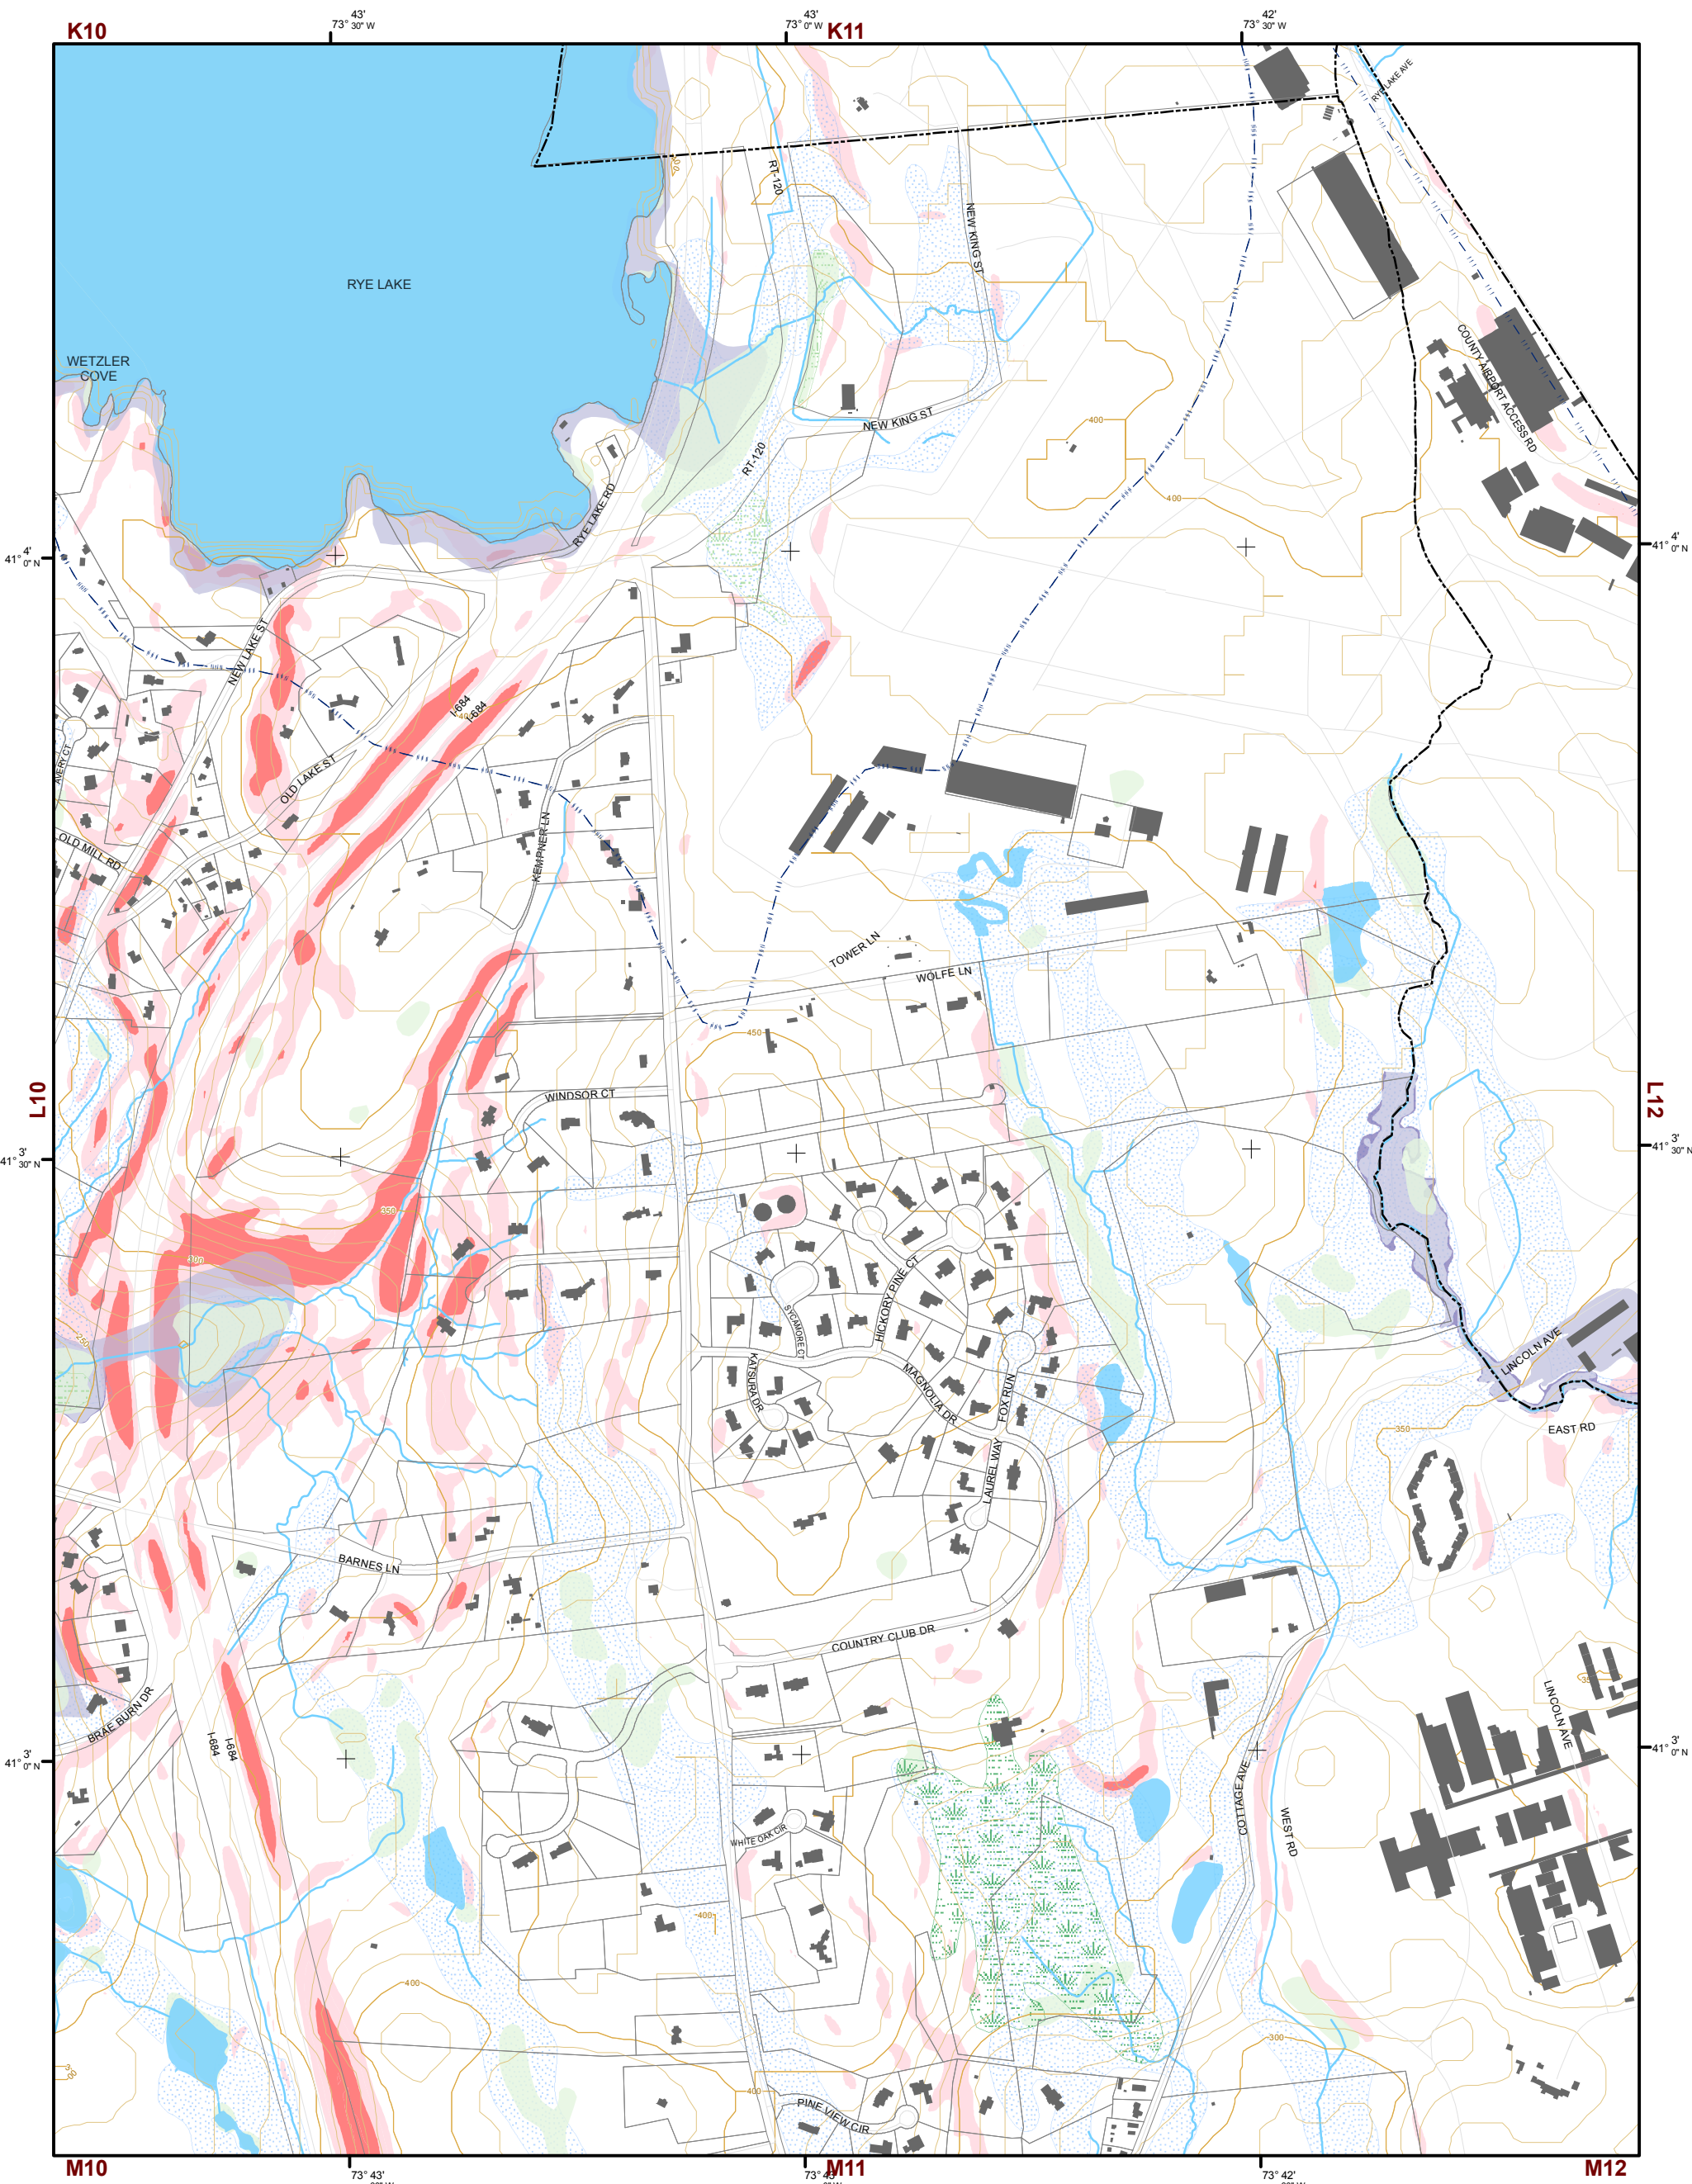 43'
43'
42'
K10
73° 30" W
73° 0" W
K11
73° 30" W
RYE LAKE AVE
RT-120
NEW KING ST
RYE LAKE
WETZLER
COVE
COUNTY AIRPORT ACCESS RD
400
NEW KING ST
RT-120
400
RYE LAKE RD
4'
41° 0" N
4'
41° 0" N
NEW LAKE ST
I-684
I-684
AVERY CT
OLD LAKE ST
OLD MILL RD
KEMPNER LN
TOWER LN
WOLFE LN
450
L10
L12
WINDSOR CT
3'
41° 30" N
3'
41° 30" N
350
300
HICKORY PINE CT
250
SYCAMORE CT
LINCOLN AVE
KATSURA DR
MAGNOLIA DR
FOX RUN
350
EAST RD
LAUREL WAY
BARNES LN
COUNTRY CLUB DR
BRAE BURN DR
LINCOLN AVE
I-684
I-684
3'
41° 0" N
3'
41° 0" N
COTTAGE AVE
WEST RD
WHITE OAK CIR
400
400
300
400
PINE VIEW CIR
M10
73° 43'
M11
73° 42'
M12